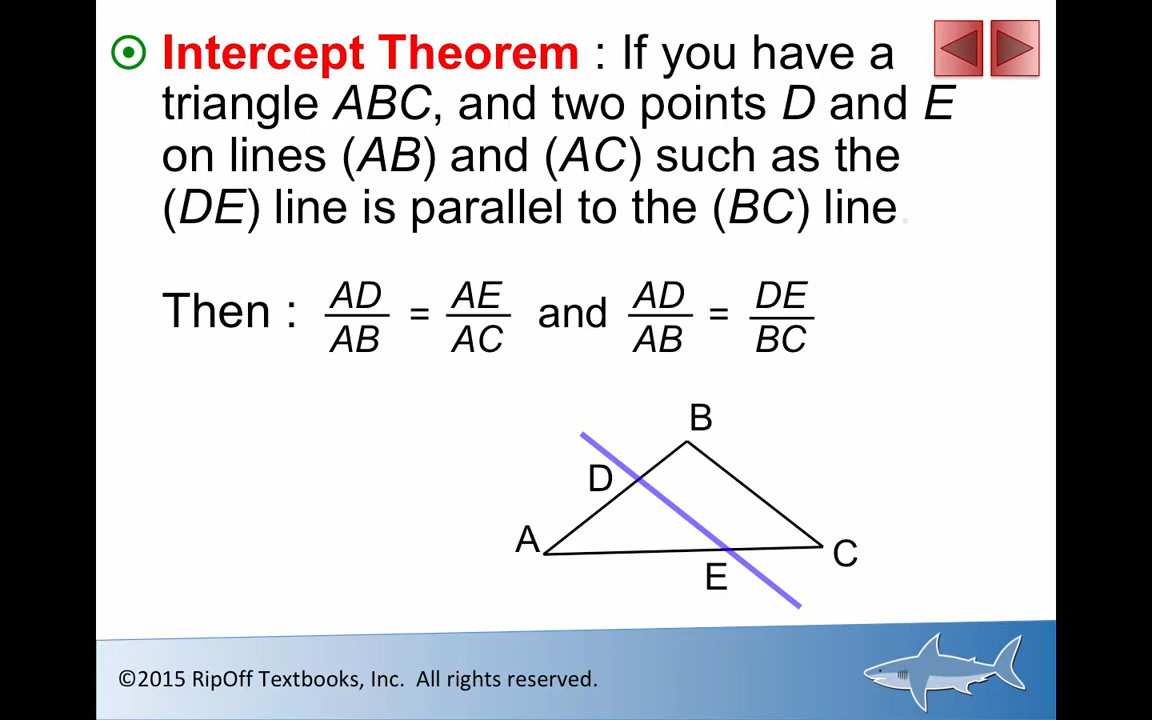 Intercept Theorem : If you have a
triangle ABC, and two points D and E
on lines (AB) and (AC) such as the
(DE) line is parallel to the (BC) line.
Then : AD/AB = AE/AC and AD/AB = DE/BC
B
D
A
C
E
©2015 RipOff Textbooks, Inc. All rights reserved.